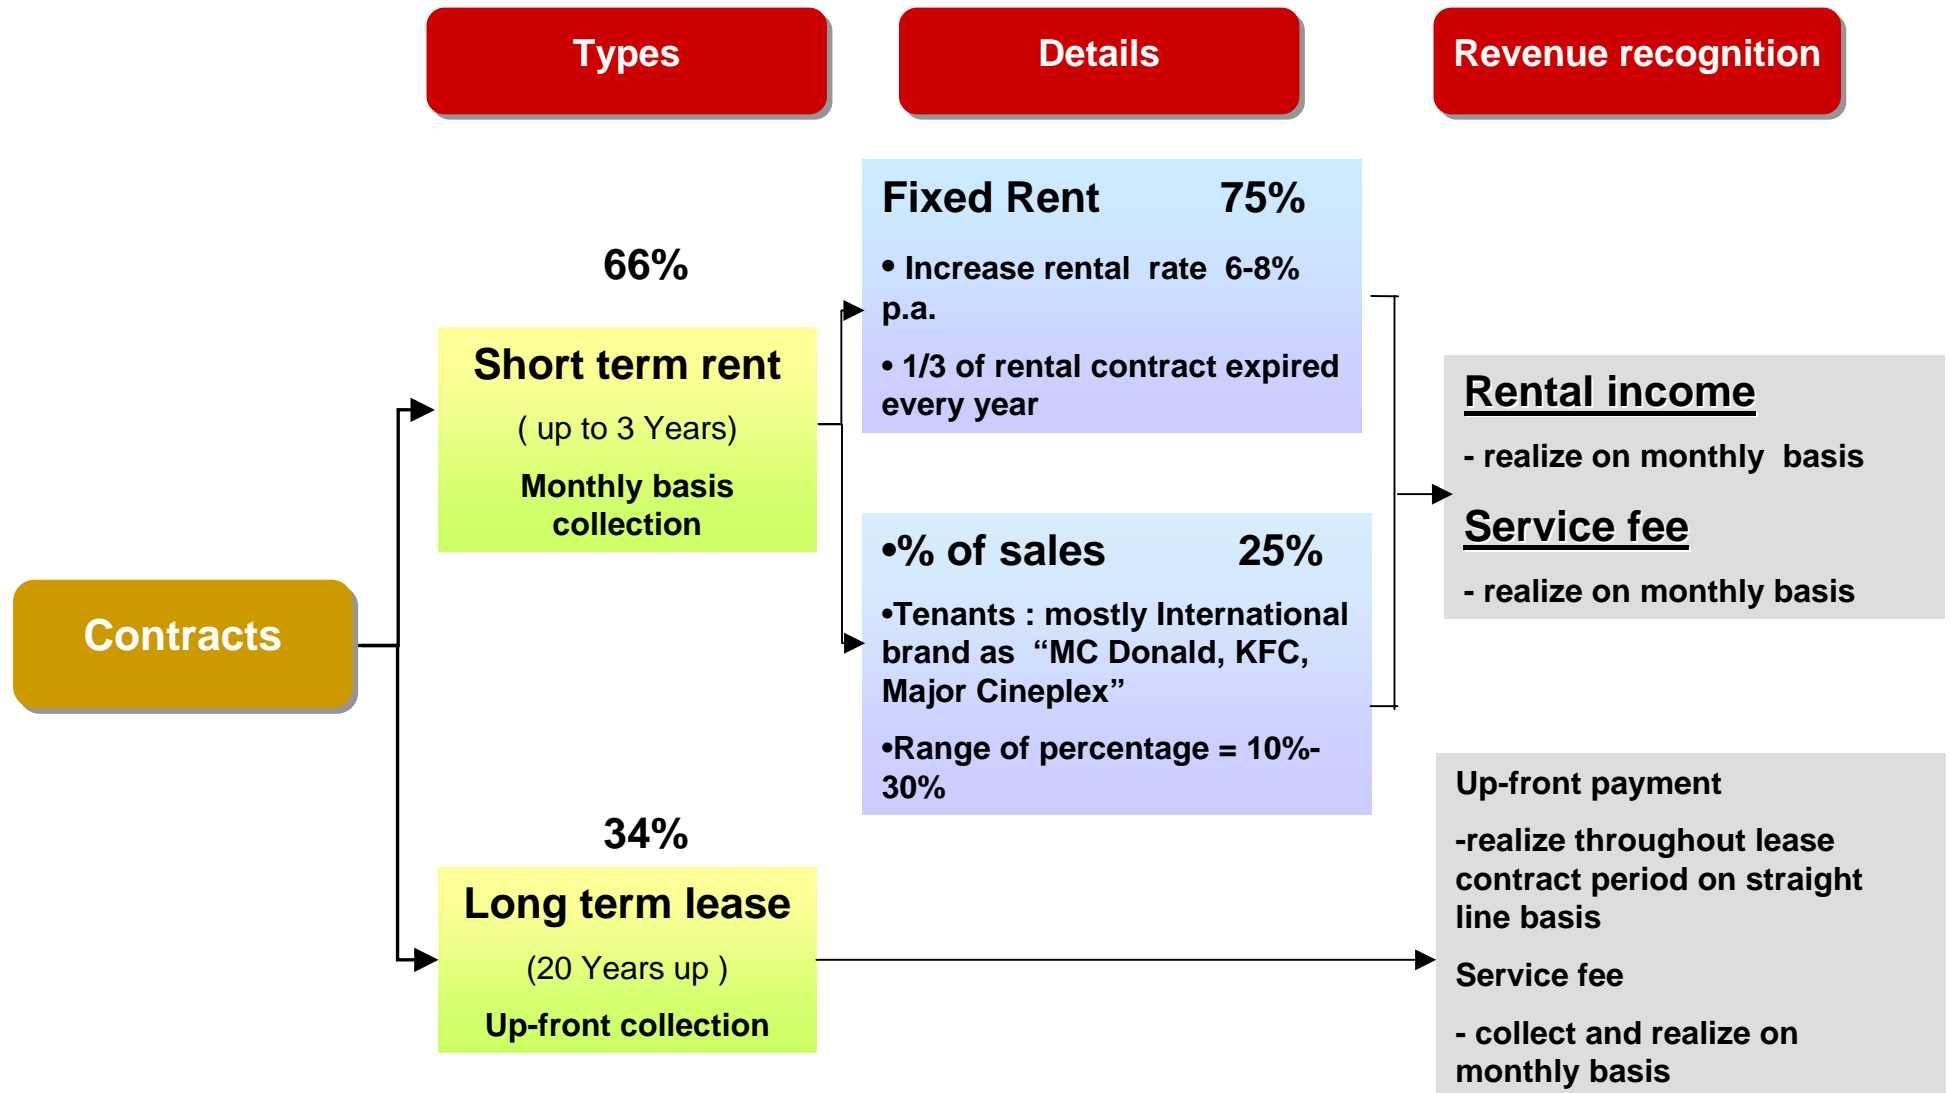 Types
Details
Revenue recognition
Contracts
66%
Short term rent
( up to 3 Years)
Monthly basis
collection
34%
Long term lease
(20 Years up )
Up-front collection
Fixed Rent 75%
• Increase rental rate 6-8%
p.a.
• 1/3 of rental contract expired
every year
•% of sales 25%
•Tenants : mostly International
brand as “MC Donald, KFC,
Major Cineplex”
•Range of percentage = 10%-
30%
Rental income
- realize on monthly basis
Service fee
- realize on monthly basis
Up-front payment
-realize throughout lease
contract period on straight
line basis
Service fee
- collect and realize on
monthly basis